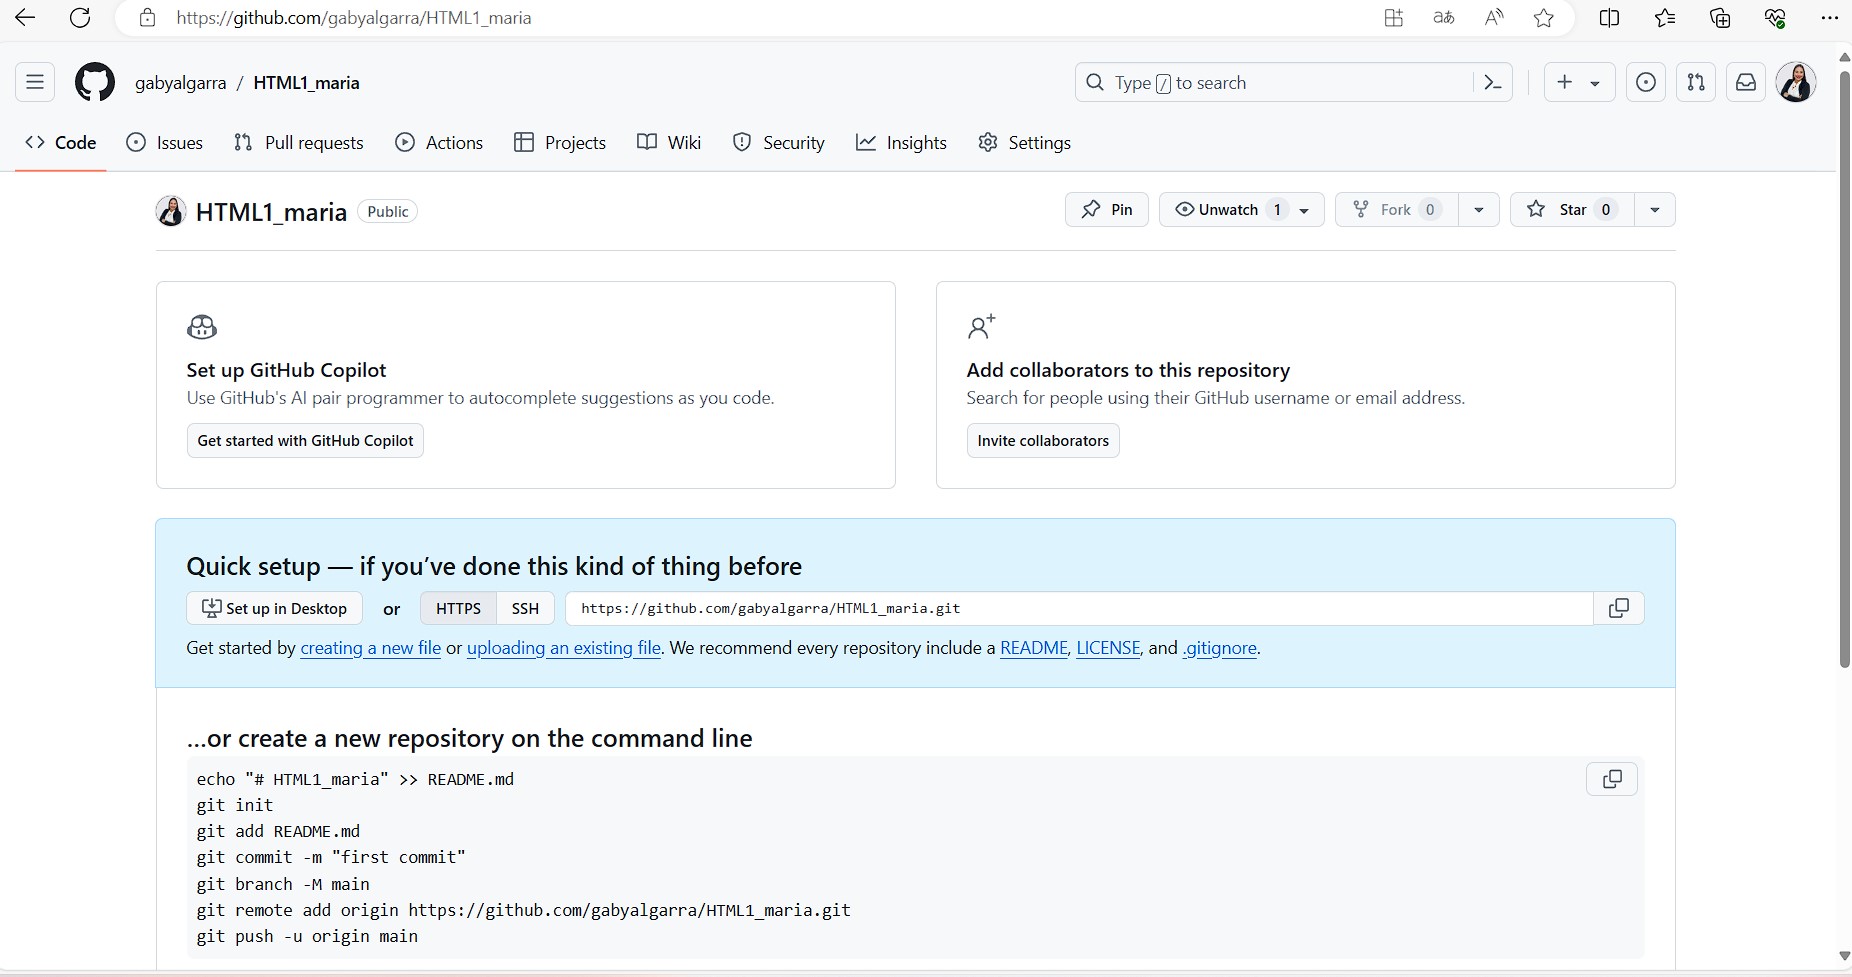 https://github.com/gabyalgarra/HTML1_maria
gabyalgarra / HTML1_maria
Type / to search
Code Issues Pull requests Actions Projects Wiki Security Insights Settings
HTML1_maria Public
Pin Unwatch 1 Fork 0 Star 0
Set up GitHub Copilot
Use GitHub's AI pair programmer to autocomplete suggestions as you code.
Get started with GitHub Copilot
Add collaborators to this repository
Search for people using their GitHub username or email address.
Invite collaborators
Quick setup — if you’ve done this kind of thing before
Set up in Desktop or HTTPS SSH https://github.com/gabyalgarra/HTML1_maria.git
Get started by creating a new file or uploading an existing file. We recommend every repository include a README, LICENSE, and .gitignore.
...or create a new repository on the command line
echo "# HTML1_maria" >> README.md
git init
git add README.md
git commit -m "first commit"
git branch -M main
git remote add origin https://github.com/gabyalgarra/HTML1_maria.git
git push -u origin main